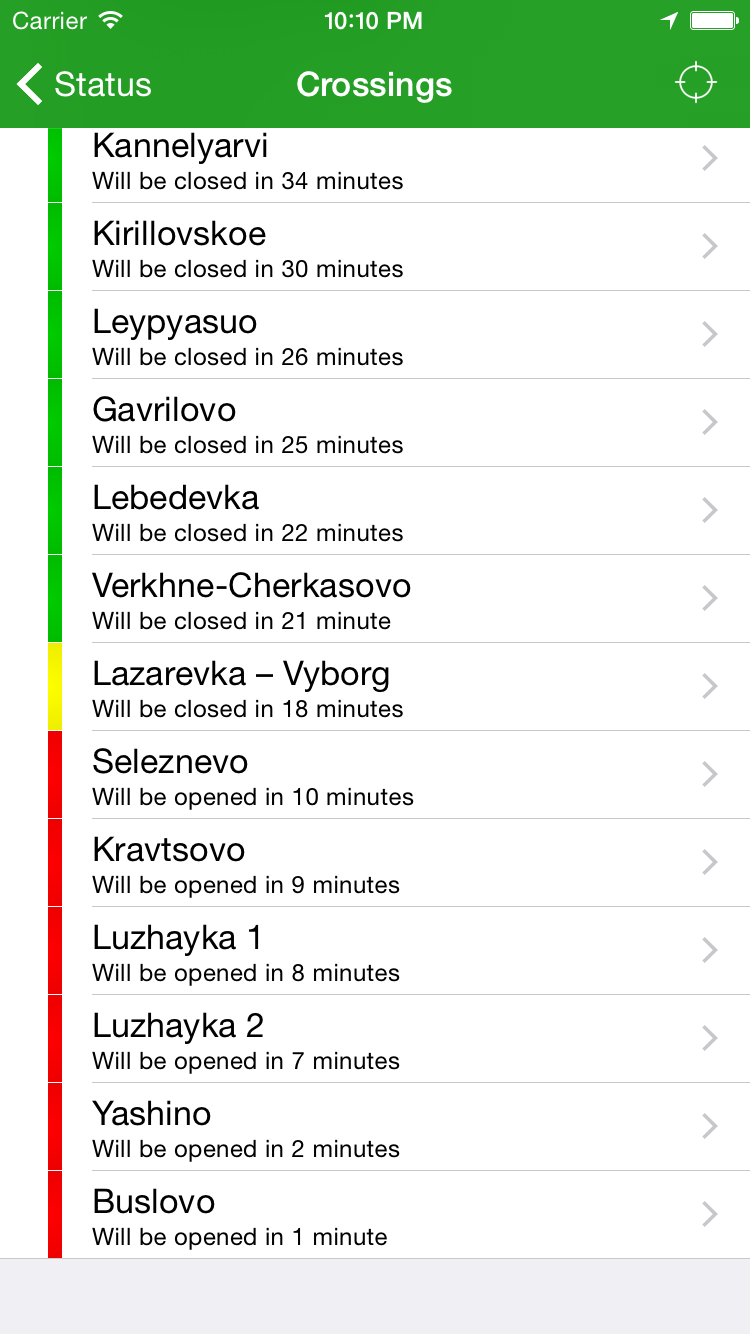 Carrier 10:10 PM
Status Crossings
Kannelyarvi
Will be closed in 34 minutes
Kirillovskoe
Will be closed in 30 minutes
Leypyasuo
Will be closed in 26 minutes
Gavrilovo
Will be closed in 25 minutes
Lebedevka
Will be closed in 22 minutes
Verkhne-Cherkasovo
Will be closed in 21 minute
Lazarevka – Vyborg
Will be closed in 18 minutes
Seleznevo
Will be opened in 10 minutes
Kravtsovo
Will be opened in 9 minutes
Luzhayka 1
Will be opened in 8 minutes
Luzhayka 2
Will be opened in 7 minutes
Yashino
Will be opened in 2 minutes
Buslovo
Will be opened in 1 minute